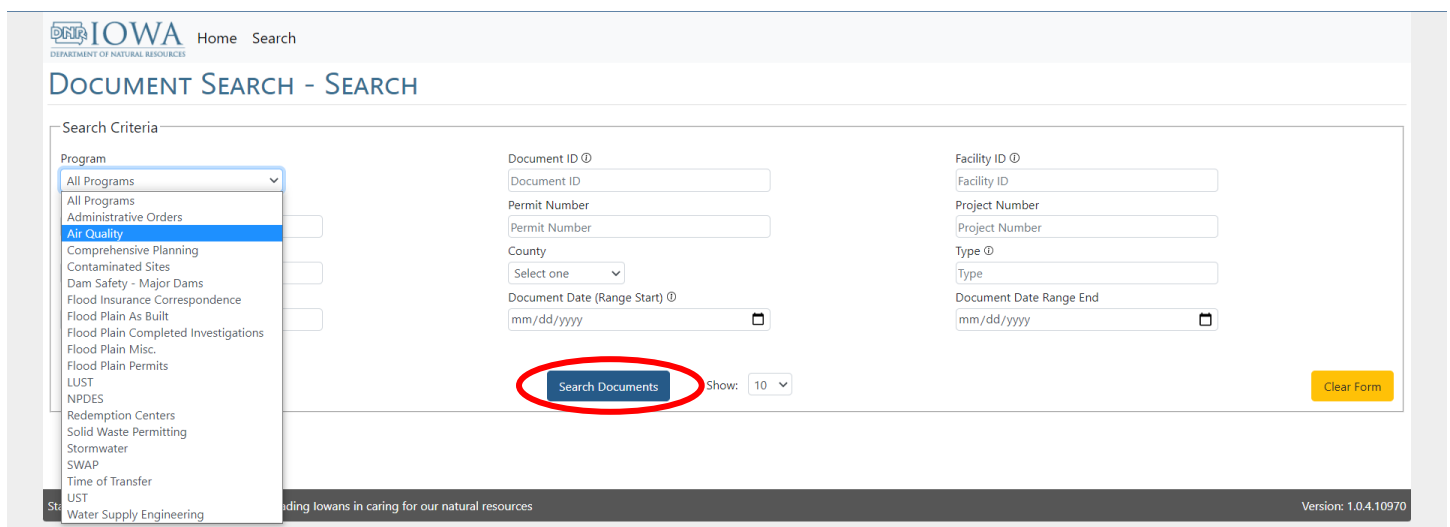 DNR IOWA
DEPARTMENT OF NATURAL RESOURCES
Home Search
DOCUMENT SEARCH - SEARCH
Search Criteria
Program
All Programs
All Programs
Administrative Orders
Air Quality
Comprehensive Planning
Contaminated Sites
Dam Safety - Major Dams
Flood Insurance Correspondence
Flood Plain As Built
Flood Plain Completed Investigations
Flood Plain Misc.
Flood Plain Permits
LUST
NPDES
Redemption Centers
Solid Waste Permitting
Stormwater
SWAP
Time of Transfer
UST
Water Supply Engineering
Document ID
Document ID
Permit Number
Permit Number
County
Select one
Document Date (Range Start)
mm/dd/yyyy
Facility ID
Facility ID
Project Number
Project Number
Type
Type
Document Date Range End
mm/dd/yyyy
Search Documents
Show: 10
Clear Form
Sta
ading Iowans in caring for our natural resources
Version: 1.0.4.10970